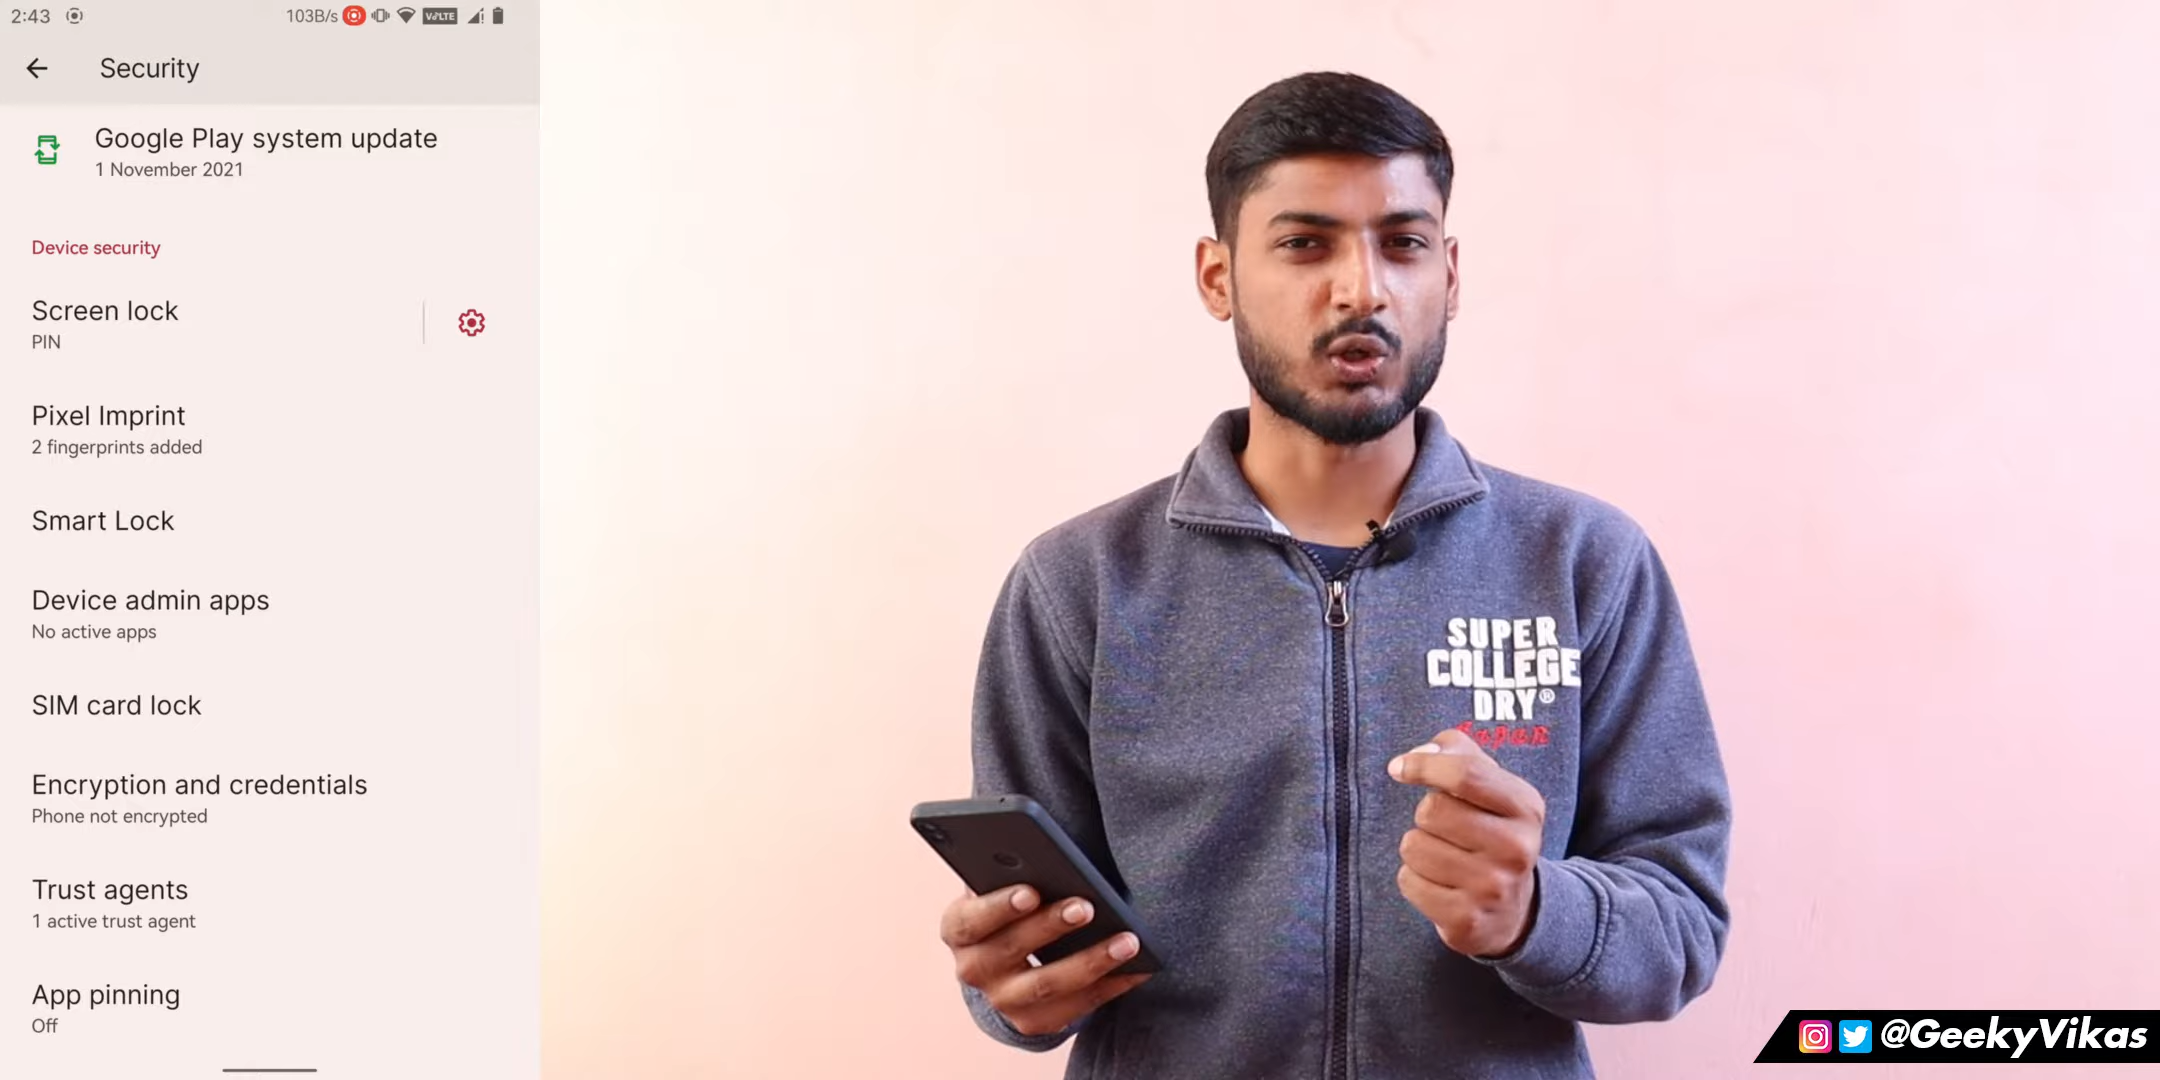 2:43
103B/s
VoLTE
Security
Google Play system update
1 November 2021
Device security
Screen lock
PIN
Pixel Imprint
2 fingerprints added
Smart Lock
Device admin apps
No active apps
SIM card lock
Encryption and credentials
Phone not encrypted
Trust agents
1 active trust agent
App pinning
Off
SUPER
COLLEGE
DRY®
Japan
@GeekyVikas